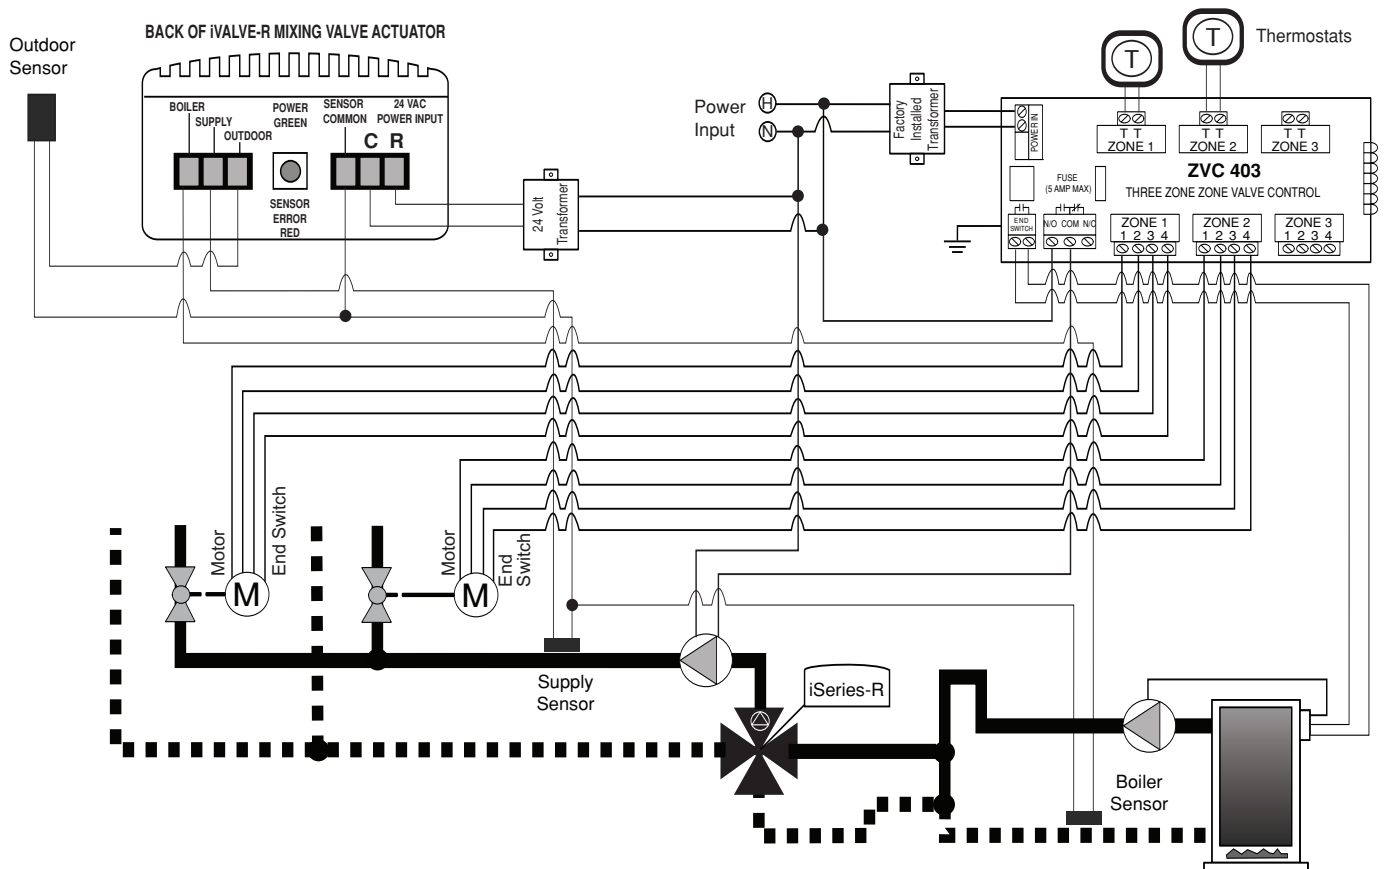 BACK OF iVALVE-R MIXING VALVE ACTUATOR
Outdoor
Sensor
BOILER
SUPPLY
OUTDOOR
POWER
GREEN
SENSOR
COMMON
24 VAC
POWER INPUT
C R
SENSOR
ERROR
RED
24 Volt
Transformer
Power
Input
H
N
Factory
Installed
Transformer
T
T
Thermostats
POWER IN
T T
ZONE 1
T T
ZONE 2
T T
ZONE 3
ZVC 403
THREE ZONE ZONE VALVE CONTROL
FUSE
(5 AMP MAX)
END
SWITCH
N/O COM N/C
ZONE 1
1 2 3 4
ZONE 2
1 2 3 4
ZONE 3
1 2 3 4
Motor
End Switch
M
Motor
End
Switch
M
Supply
Sensor
iSeries-R
Boiler
Sensor